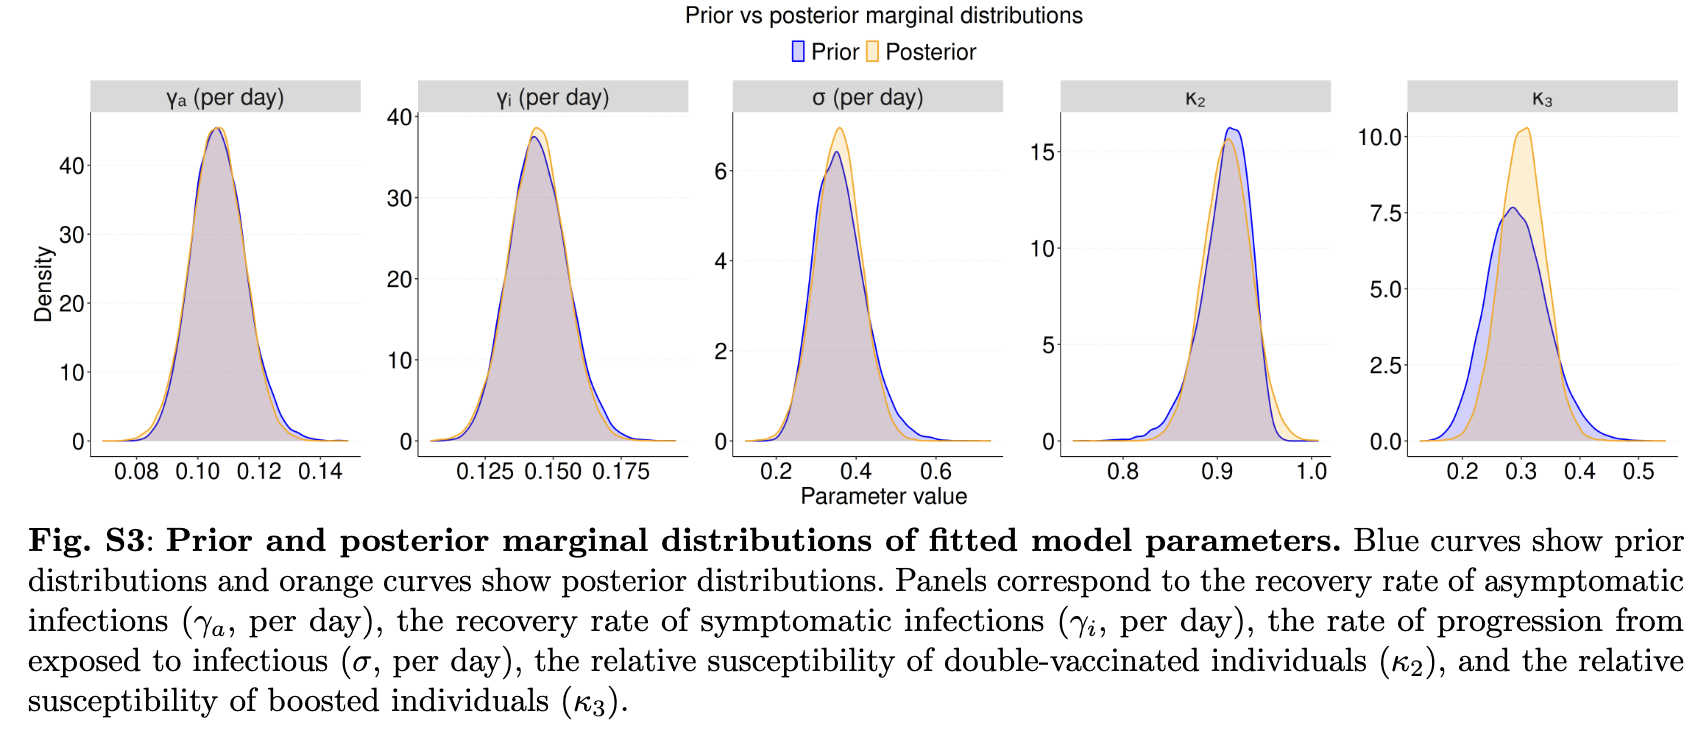 Prior vs posterior marginal distributions
Prior Posterior
γₐ (per day) γᵢ (per day) σ (per day) κ₂ κ₃
Density
40
30
20
10
0
0.08 0.10 0.12 0.14
40
30
20
10
0
0.125 0.150 0.175
6
4
2
0
0.2 0.4 0.6
15
10
5
0
0.8 0.9 1.0
10.0
7.5
5.0
2.5
0.0
0.2 0.3 0.4 0.5
Parameter value
Fig. S3: Prior and posterior marginal distributions of fitted model parameters. Blue curves show prior
distributions and orange curves show posterior distributions. Panels correspond to the recovery rate of asymptomatic
infections (γₐ, per day), the recovery rate of symptomatic infections (γᵢ, per day), the rate of progression from
exposed to infectious (σ, per day), the relative susceptibility of double-vaccinated individuals (κ₂), and the relative
susceptibility of boosted individuals (κ₃).